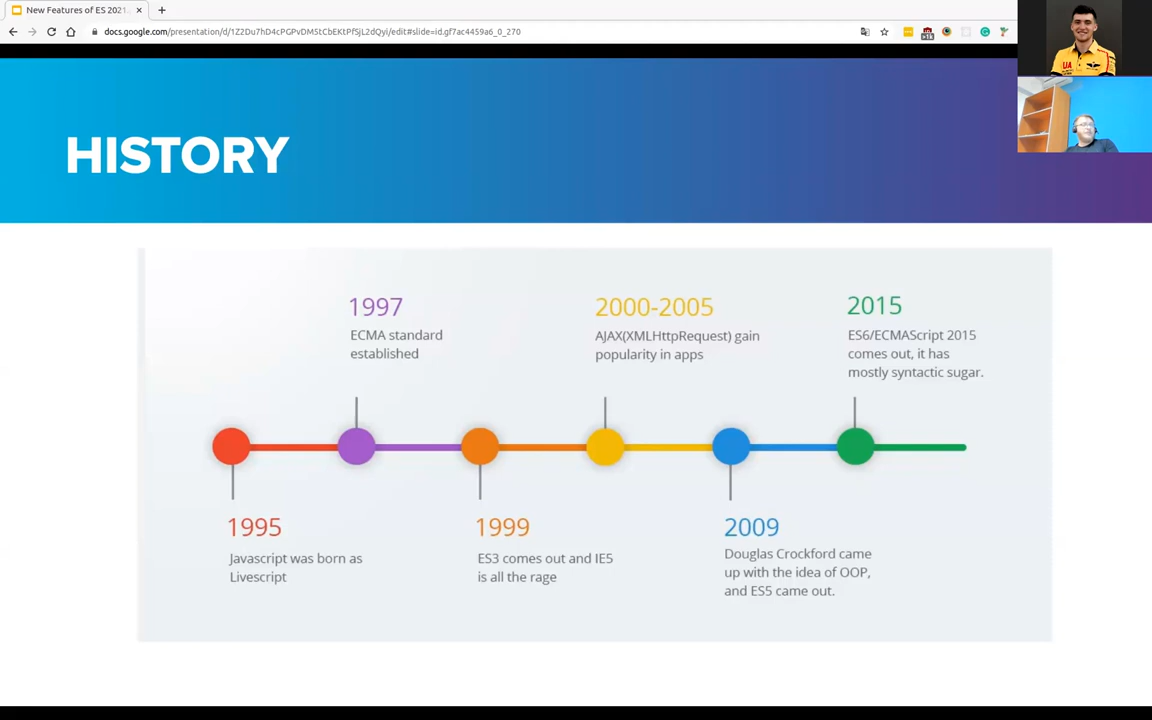 New Features of ES 2021.
docs.google.com/presentation/d/1Z2Du7hD4cPGPvDMStCbEKtPfSjL2dQyi/edit#slide=id.gf7ac4459a6_0_270
HISTORY
1997
ECMA standard
established
2000-2005
AJAX(XMLHttpRequest) gain
popularity in apps
2015
ES6/ECMAScript 2015
comes out, it has
mostly syntactic sugar.
1995
Javascript was born as
Livescript
1999
ES3 comes out and IE5
is all the rage
2009
Douglas Crockford came
up with the idea of OOP,
and ES5 came out.
UA